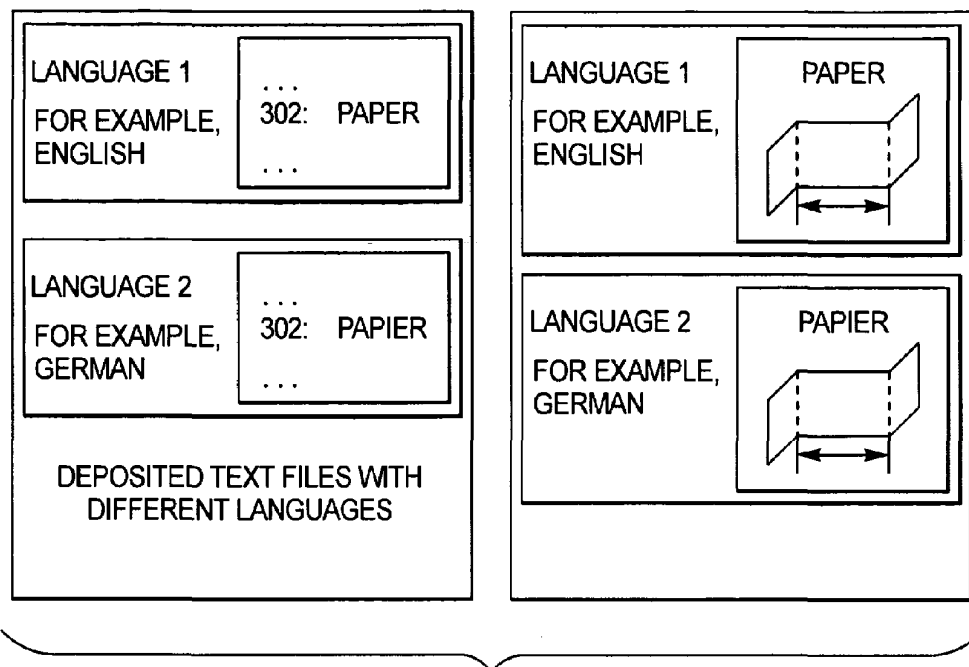 LANGUAGE 1
FOR EXAMPLE,
ENGLISH
. . .
302: PAPER
. . .
LANGUAGE 2
FOR EXAMPLE,
GERMAN
. . .
302: PAPIER
. . .
DEPOSITED TEXT FILES WITH
DIFFERENT LANGUAGES
LANGUAGE 1
FOR EXAMPLE,
ENGLISH
PAPER
LANGUAGE 2
FOR EXAMPLE,
GERMAN
PAPIER